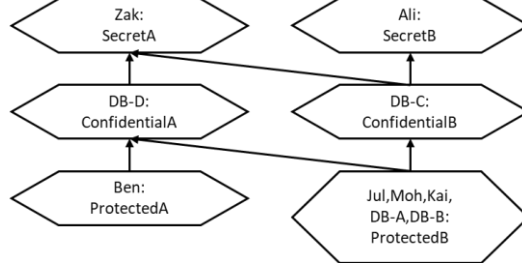 Zak:
SecretA
Ali:
SecretB
DB-D:
ConfidentialA
DB-C:
ConfidentialB
Ben:
ProtectedA
Jul,Moh,Kai,
DB-A,DB-B:
ProtectedB